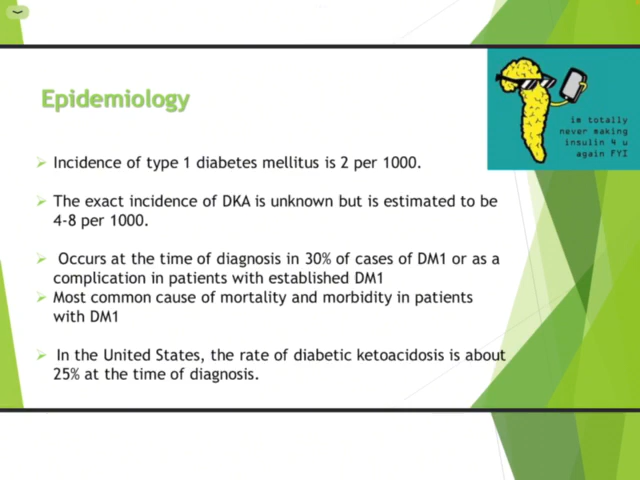 Epidemiology
im totally
never making
insulin 4 u
again FYI
Incidence of type 1 diabetes mellitus is 2 per 1000.
The exact incidence of DKA is unknown but is estimated to be
4-8 per 1000.
Occurs at the time of diagnosis in 30% of cases of DM1 or as a
complication in patients with established DM1
Most common cause of mortality and morbidity in patients
with DM1
In the United States, the rate of diabetic ketoacidosis is about
25% at the time of diagnosis.